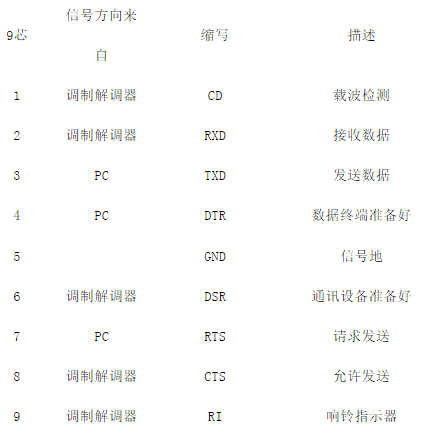 9芯 信号方向来自 缩写 描述
1 调制解调器 CD 载波检测
2 调制解调器 RXD 接收数据
3 PC TXD 发送数据
4 PC DTR 数据终端准备好
5 GND 信号地
6 调制解调器 DSR 通讯设备准备好
7 PC RTS 请求发送
8 调制解调器 CTS 允许发送
9 调制解调器 RI 响铃指示器